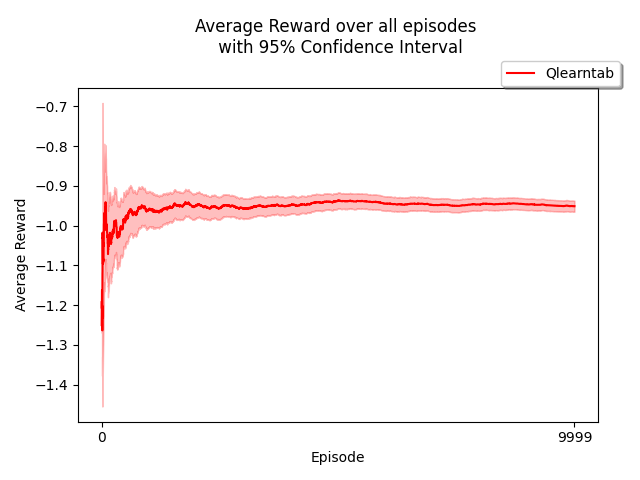 Average Reward over all episodes
with 95% Confidence Interval
Qlearntab
−0.7
−0.8
−0.9
−1.0
−1.1
−1.2
−1.3
−1.4
Average Reward
0 9999
Episode